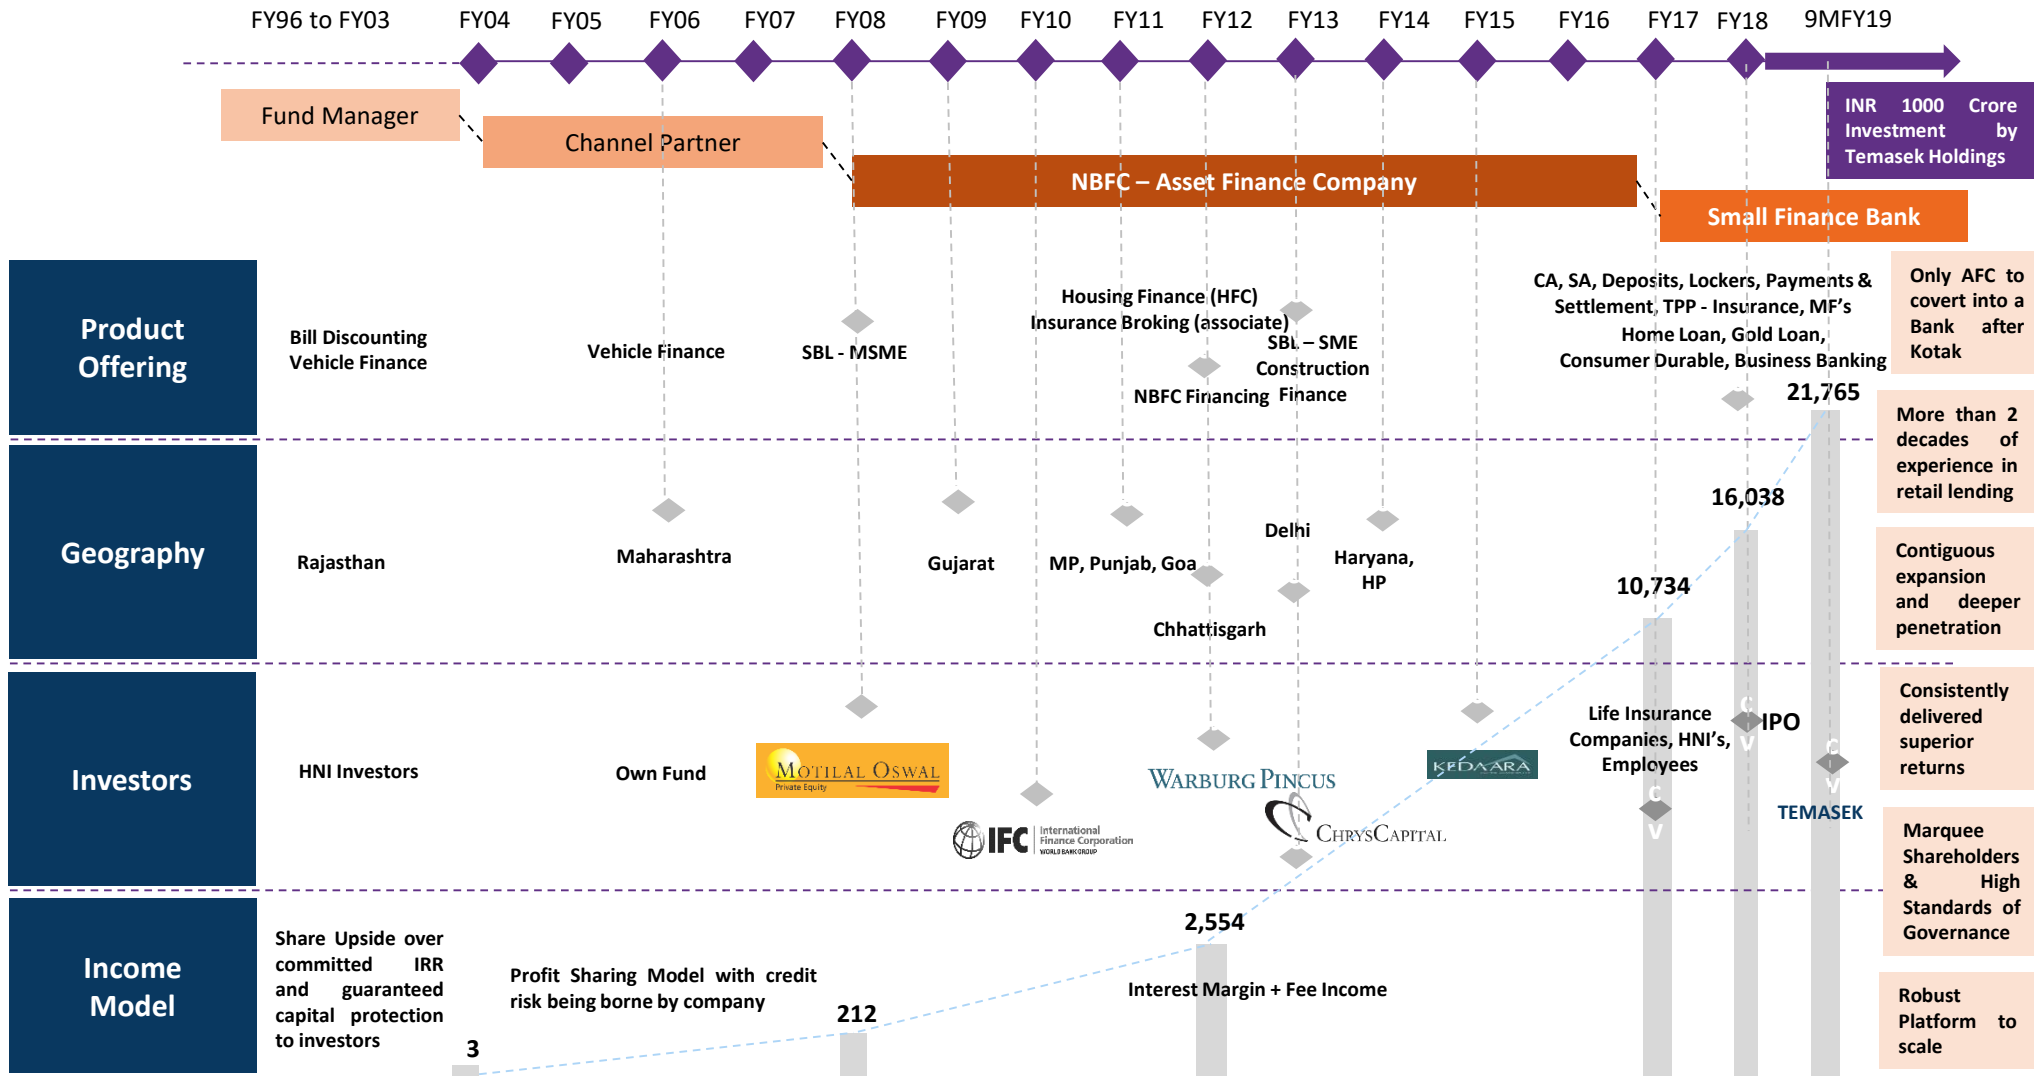 FY96 to FY03
FY04
FY05
FY06
FY07
FY08
FY09
FY10
FY11
FY12
FY13
FY14
FY15
FY16
FY17
FY18
9MFY19
Fund Manager
Channel Partner
NBFC – Asset Finance Company
Small Finance Bank
INR 1000 Crore
Investment by
Temasek Holdings
Product
Offering
Bill Discounting
Vehicle Finance
Vehicle Finance
SBL - MSME
Housing Finance (HFC)
Insurance Broking (associate)
NBFC Financing
SBL – SME
Construction
Finance
CA, SA, Deposits, Lockers, Payments &
Settlement, TPP - Insurance, MF's
Home Loan, Gold Loan,
Consumer Durable, Business Banking
21,765
Only AFC to
covert into a
Bank after
Kotak
More than 2
decades of
experience in
retail lending
Geography
Rajasthan
Maharashtra
Gujarat
MP, Punjab, Goa
Chhattisgarh
Delhi
Haryana,
HP
10,734
16,038
Contiguous
expansion
and deeper
penetration
Investors
HNI Investors
Own Fund
MOTILAL OSWAL
Private Equity
IFC
International
Finance Corporation
WORLD BANK GROUP
WARBURG PINCUS
CHRYSCAPITAL
KEDAARA
Life Insurance
Companies, HNI's,
Employees
C
V
C
V
IPO
C
V
TEMASEK
Consistently
delivered
superior
returns
Marquee
Shareholders
& High
Standards of
Governance
Income
Model
Share Upside over
committed IRR
and guaranteed
capital protection
to investors
3
Profit Sharing Model with credit
risk being borne by company
212
2,554
Interest Margin + Fee Income
Robust
Platform to
scale